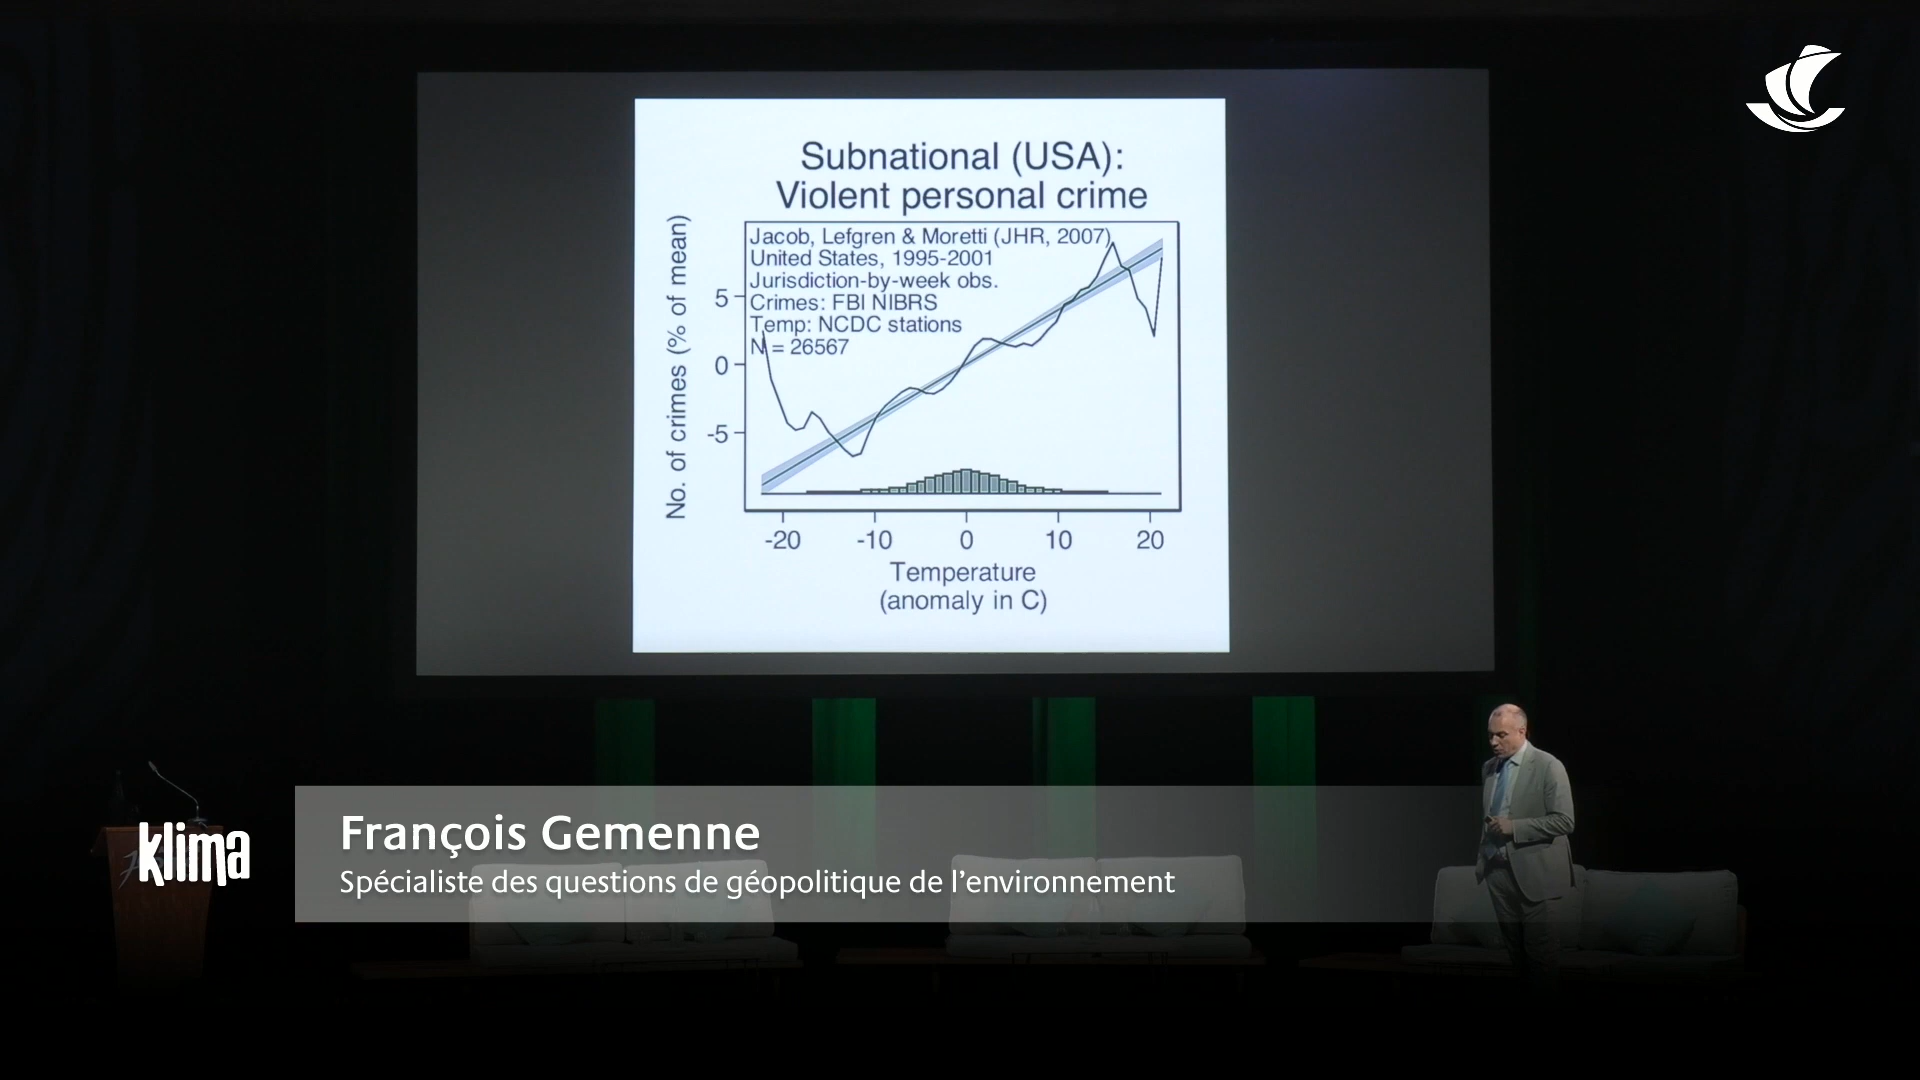 Subnational (USA):
Violent personal crime
No. of crimes (% of mean)
Jacob, Lefgren & Moretti (JHR, 2007)
United States, 1995-2001
Jurisdiction-by-week obs.
Crimes: FBI NIBRS
Temp: NCDC stations
N = 26567
5
0
-5
-20 -10 0 10 20
Temperature
(anomaly in C)
klima
François Gemenne
Spécialiste des questions de géopolitique de l’environnement